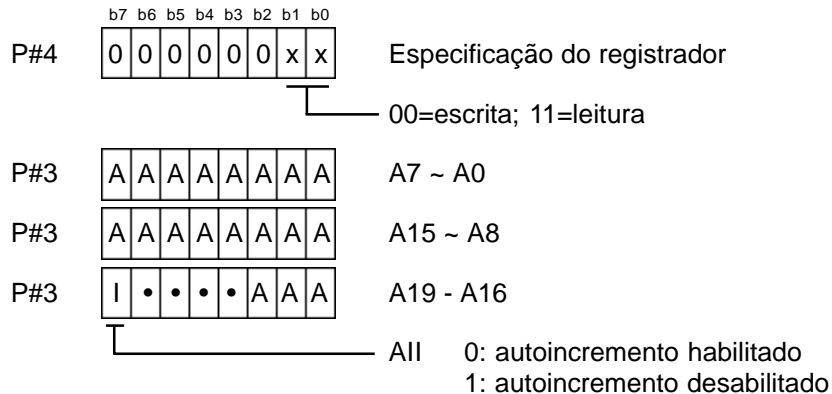 b7 b6 b5 b4 b3 b2 b1 b0
P#4 0 0 0 0 0 0 x x Especificação do registrador
00=escrita; 11=leitura
P#3 A A A A A A A A A7 ~ A0
P#3 A A A A A A A A A15 ~ A8
P#3 I • • • • A A A A19 - A16
AII 0: autoincremento habilitado
1: autoincremento desabilitado